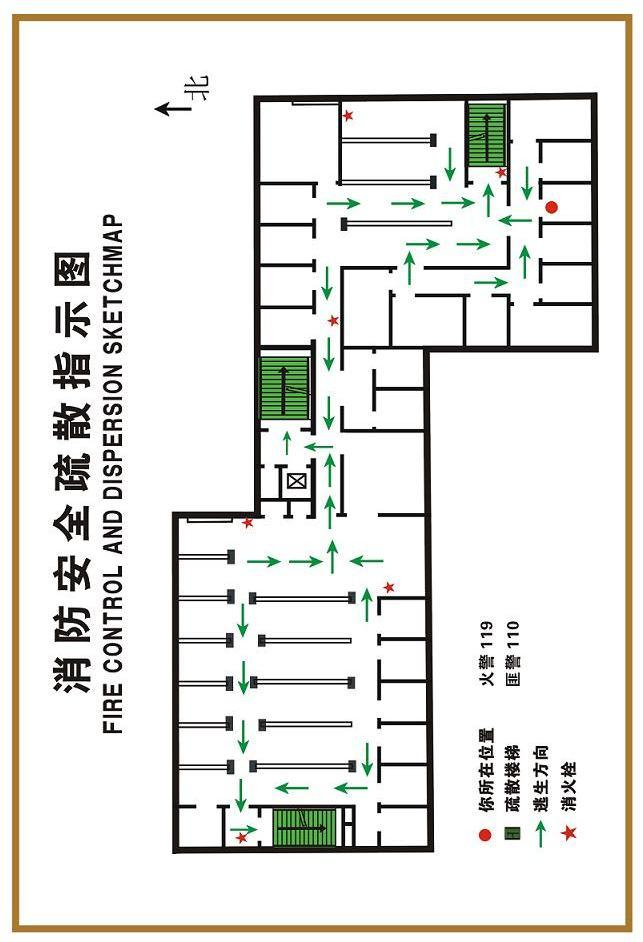 北
消防安全疏散指示图
FIRE CONTROL AND DISPERSION SKETCHMAP
你所在位置 火警 119
疏散楼梯 匪警 110
逃生方向
消火栓